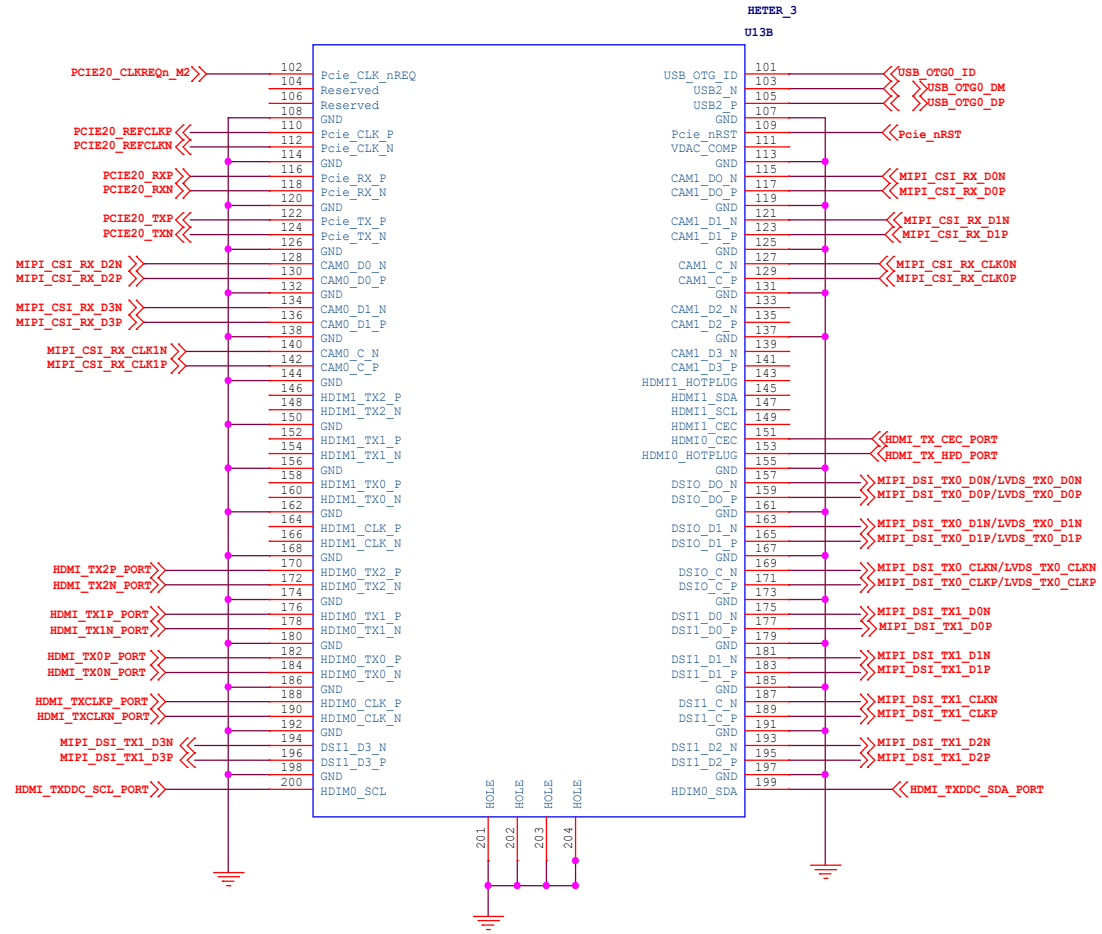 HETER_3
U13B
PCIE20_CLKREQn_M2 102 Pcie_CLK_nREQ USB_OTG_ID 101 USB_OTG0_ID
104 Reserved USB2_N 103 USB_OTG0_DM
106 Reserved USB2_P 105 USB_OTG0_DP
108 GND GND 107
PCIE20_REFCLKP 110 Pcie_CLK_P Pcie_nRST 109 Pcie_nRST
PCIE20_REFCLKN 112 Pcie_CLK_N VDAC_COMP 111
114 GND GND 113
PCIE20_RXP 116 Pcie_RX_P CAM1_DO_N 115 MIPI_CSI_RX_D0N
PCIE20_RXN 118 Pcie_RX_N CAM1_DO_P 117 MIPI_CSI_RX_D0P
120 GND GND 119
PCIE20_TXP 122 Pcie_TX_P CAM1_D1_N 121 MIPI_CSI_RX_D1N
PCIE20_TXN 124 Pcie_TX_N CAM1_D1_P 123 MIPI_CSI_RX_D1P
126 GND GND 125
MIPI_CSI_RX_D2N 128 CAM0_D0_N CAM1_C_N 127 MIPI_CSI_RX_CLK0N
MIPI_CSI_RX_D2P 130 CAM0_D0_P CAM1_C_P 129 MIPI_CSI_RX_CLK0P
132 GND GND 131
MIPI_CSI_RX_D3N 134 CAM0_D1_N CAM1_D2_N 133
MIPI_CSI_RX_D3P 136 CAM0_D1_P CAM1_D2_P 135
138 GND GND 137
MIPI_CSI_RX_CLK1N 140 CAM0_C_N CAM1_D3_N 139
MIPI_CSI_RX_CLK1P 142 CAM0_C_P CAM1_D3_P 141
144 GND HDMI1_HOTPLUG 143
146 HDIM1_TX2_P HDMI1_SDA 145
148 HDIM1_TX2_N HDMI1_SCL 147
150 GND HDMI1_CEC 149
152 HDIM1_TX1_P HDMI0_CEC 151 HDMI_TX_CEC_PORT
154 HDIM1_TX1_N HDMI0_HOTPLUG 153 HDMI_TX_HPD_PORT
156 GND GND 155
158 HDIM1_TX0_P DSIO_DO_N 157 MIPI_DSI_TX0_D0N/LVDS_TX0_D0N
160 HDIM1_TX0_N DSIO_DO_P 159 MIPI_DSI_TX0_D0P/LVDS_TX0_D0P
162 GND GND 161
164 HDIM1_CLK_P DSIO_D1_N 163 MIPI_DSI_TX0_D1N/LVDS_TX0_D1N
166 HDIM1_CLK_N DSIO_D1_P 165 MIPI_DSI_TX0_D1P/LVDS_TX0_D1P
168 GND GND 167
HDMI_TX2P_PORT 170 HDIM0_TX2_P DSIO_C_N 169 MIPI_DSI_TX0_CLKN/LVDS_TX0_CLKN
HDMI_TX2N_PORT 172 HDIM0_TX2_N DSIO_C_P 171 MIPI_DSI_TX0_CLKP/LVDS_TX0_CLKP
174 GND GND 173
HDMI_TX1P_PORT 176 HDIM0_TX1_P DSI1_D0_N 175 MIPI_DSI_TX1_D0N
HDMI_TX1N_PORT 178 HDIM0_TX1_N DSI1_D0_P 177 MIPI_DSI_TX1_D0P
180 GND GND 179
HDMI_TX0P_PORT 182 HDIM0_TX0_P DSI1_D1_N 181 MIPI_DSI_TX1_D1N
HDMI_TX0N_PORT 184 HDIM0_TX0_N DSI1_D1_P 183 MIPI_DSI_TX1_D1P
186 GND GND 185
HDMI_TXCLKP_PORT 188 HDIM0_CLK_P DSI1_C_N 187 MIPI_DSI_TX1_CLKN
HDMI_TXCLKN_PORT 190 HDIM0_CLK_N DSI1_C_P 189 MIPI_DSI_TX1_CLKP
192 GND GND 191
MIPI_DSI_TX1_D3N 194 DSI1_D3_N DSI1_D2_N 193 MIPI_DSI_TX1_D2N
MIPI_DSI_TX1_D3P 196 DSI1_D3_P DSI1_D2_P 195 MIPI_DSI_TX1_D2P
198 GND GND 197
HDMI_TXDDC_SCL_PORT 200 HDIM0_SCL HDIM0_SDA 199 HDMI_TXDDC_SDA_PORT
HOLE HOLE HOLE HOLE
201 202 203 204